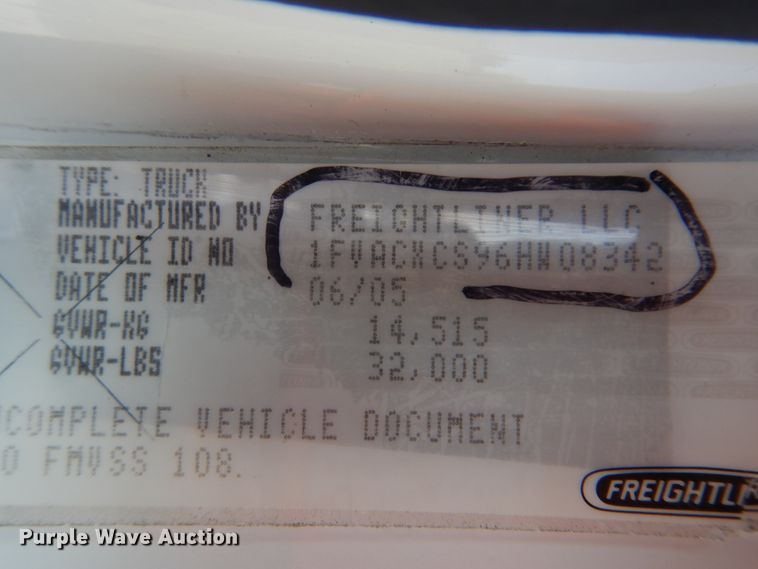 TYPE: TRUCK
MANUFACTURED BY FREIGHTLINER LLC
VEHICLE ID NO 1FVACXCS96HW08342
DATE OF MFR 06/05
GVWR-KG 14,515
GVWR-LBS 32,000
COMPLETE VEHICLE DOCUMENT
O FMVSS 108.
FREIGHTLI
Purple Wave Auction